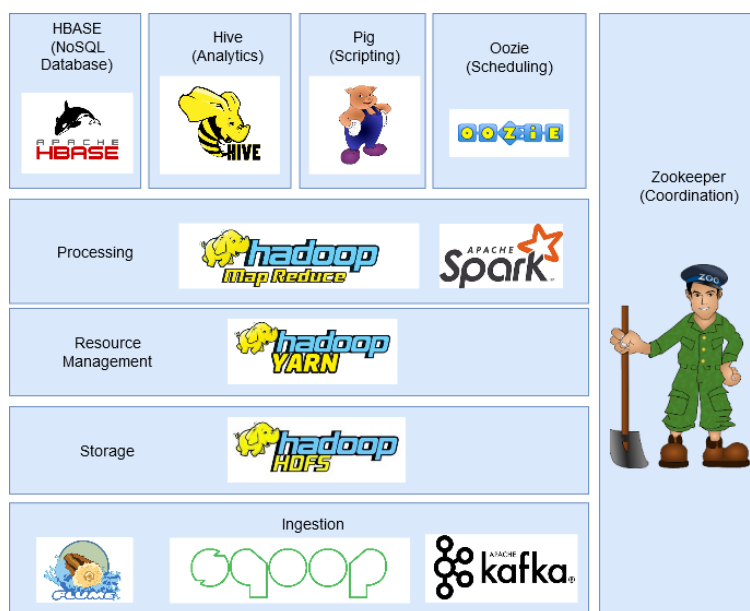 HBASE
(NoSQL
Database)
APACHE
HBASE
Hive
(Analytics)
HIVE
Pig
(Scripting)
Oozie
(Scheduling)
OOZiE
Zookeeper
(Coordination)
ZOO
Processing
hadoop
Map Reduce
APACHE
Spark
Resource
Management
hadoop
YARN
Storage
hadoop
HDFS
Ingestion
FLUME
sqoop
APACHE
kafka